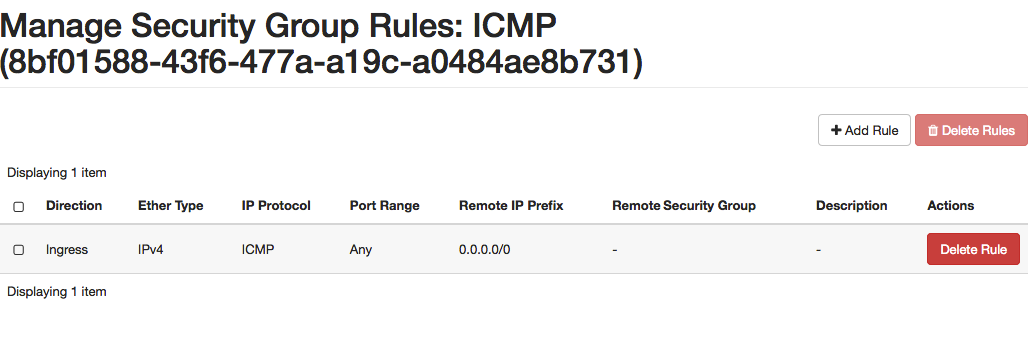 Manage Security Group Rules: ICMP
(8bf01588-43f6-477a-a19c-a0484ae8b731)
Add Rule Delete Rules
Displaying 1 item
Direction Ether Type IP Protocol Port Range Remote IP Prefix Remote Security Group Description Actions
Ingress IPv4 ICMP Any 0.0.0.0/0 - - Delete Rule
Displaying 1 item